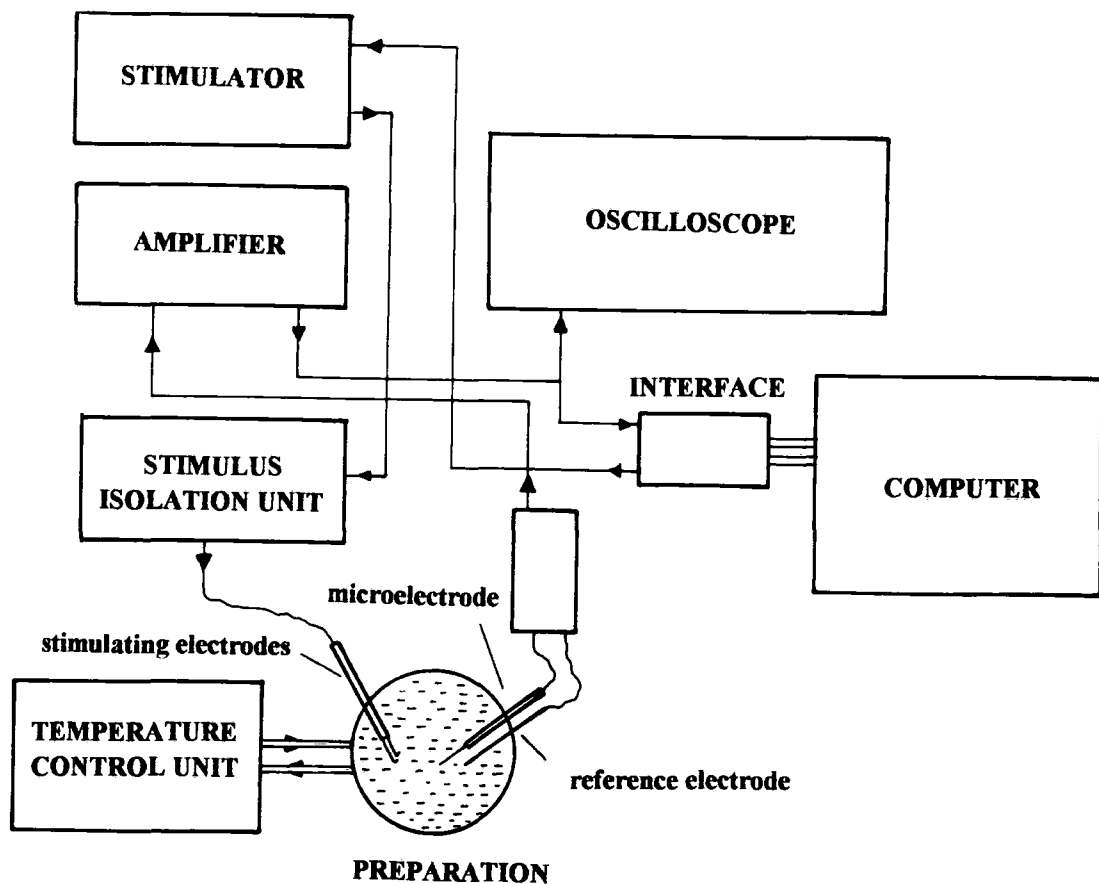 STIMULATOR
AMPLIFIER
OSCILLOSCOPE
INTERFACE
STIMULUS
ISOLATION UNIT
COMPUTER
microelectrode
stimulating electrodes
TEMPERATURE
CONTROL UNIT
reference electrode
PREPARATION